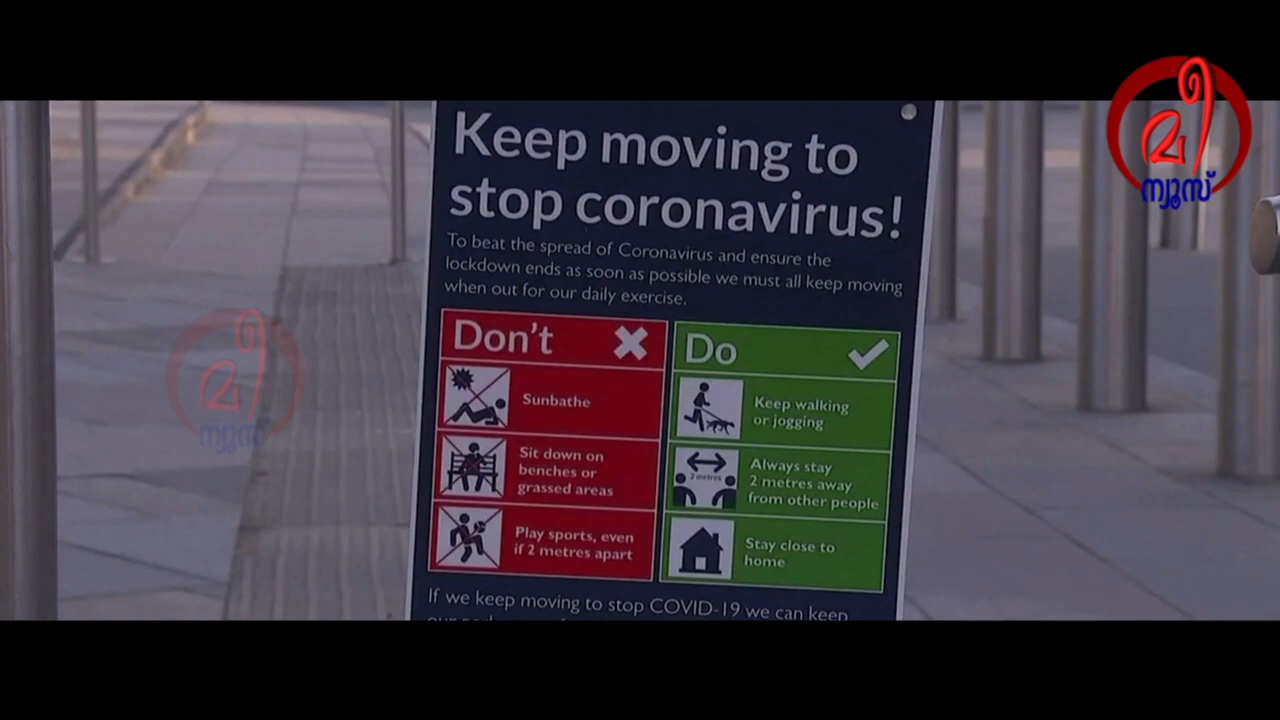 Keep moving to
stop coronavirus!
To beat the spread of Coronavirus and ensure the
lockdown ends as soon as possible we must all keep moving
when out for our daily exercise.
Don't
Sunbathe
Sit down on
benches or
grassed areas
Play sports, even
if 2 metres apart
Do
Keep walking
or jogging
2 metres
Always stay
2 metres away
from other people
Stay close to
home
If we keep moving to stop COVID-19 we can keep
മീ
ന്യൂസ്
മീ
ന്യൂസ്